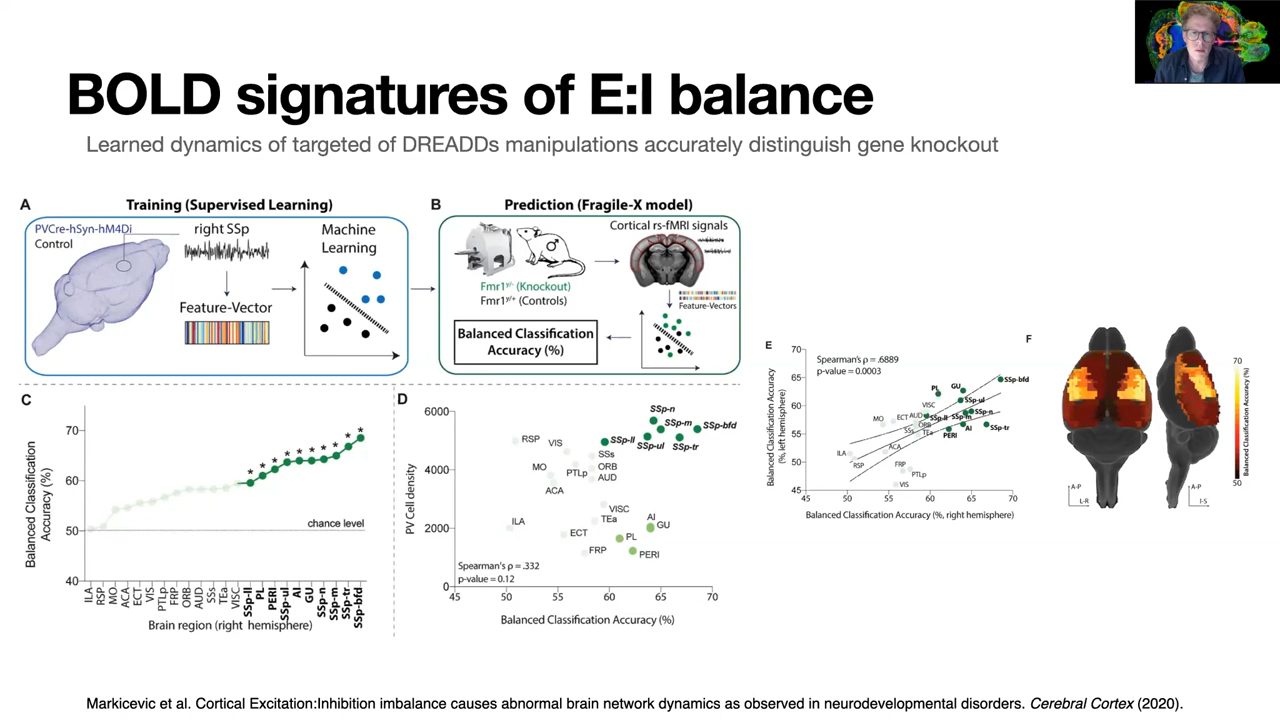 BOLD signatures of E:I balance
Learned dynamics of targeted of DREADDs manipulations accurately distinguish gene knockout
A
Training (Supervised Learning)
PVCre-hSyn-hM4Di
Control
right SSp
Feature-Vector
Machine
Learning
B
Prediction (Fragile-X model)
Cortical rs-fMRI signals
Fmr1y/- (Knockout)
Fmr1y/+ (Controls)
Feature-Vectors
Balanced Classification
Accuracy (%)
C
Balanced Classification
Accuracy (%)
70
60
50
40
chance level
* * * * * * * * * *
ILA
RSP
MO
ACA
ECT
VIS
PTLp
FRP
ORB
AUD
SSs
TEa
VISC
SSp-ll
PL
PERI
SSp-ul
AI
GU
SSp-n
SSp-m
SSp-tr
SSp-bfd
Brain region (right hemisphere)
D
PV Cell density
6000
4000
2000
0
SSp-n
SSp-m
SSp-bfd
SSp-ll
SSp-ul
SSp-tr
RSP
VIS
SSs
MO
PTLp
ORB
AUD
ACA
VISC
TEa
AI
GU
ILA
ECT
PL
FRP
PERI
Spearman's ρ = .332
p-value = 0.12
45 50 55 60 65 70
Balanced Classification Accuracy (%)
E
Balanced Classification Accuracy
(%, left hemisphere)
70
65
60
55
50
45
Spearman's ρ = .6889
p-value = 0.0003
PL
GU
SSp-bfd
SSp-ul
VISC
SSp-n
MO
ECT
AUD
SSp-ll
SSp-m
ORB
SSs
TEa
PERI
AI
SSp-tr
ILA
ACA
RSP
FRP
PTLp
VIS
45 50 55 60 65 70
Balanced Classification Accuracy (%, right hemisphere)
F
A-P
L-R
A-P
I-S
70
50
Balanced Classification Accuracy (%)
Markicevic et al. Cortical Excitation:Inhibition imbalance causes abnormal brain network dynamics as observed in neurodevelopmental disorders. Cerebral Cortex (2020).